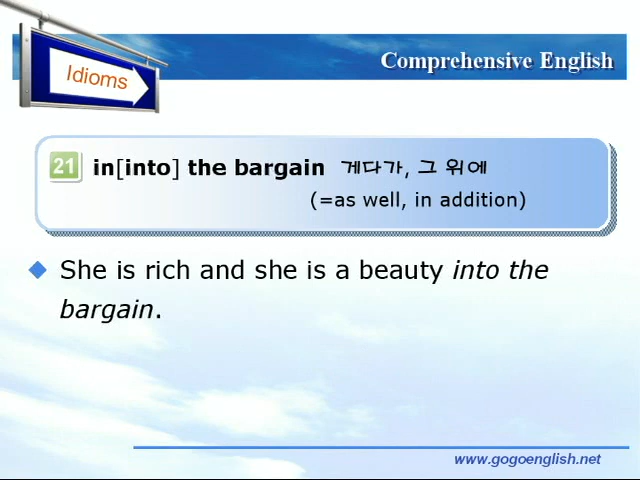 Idioms
Comprehensive English
21 in[into] the bargain 게다가, 그 위에
(=as well, in addition)
She is rich and she is a beauty into the
bargain.
www.gogoenglish.net